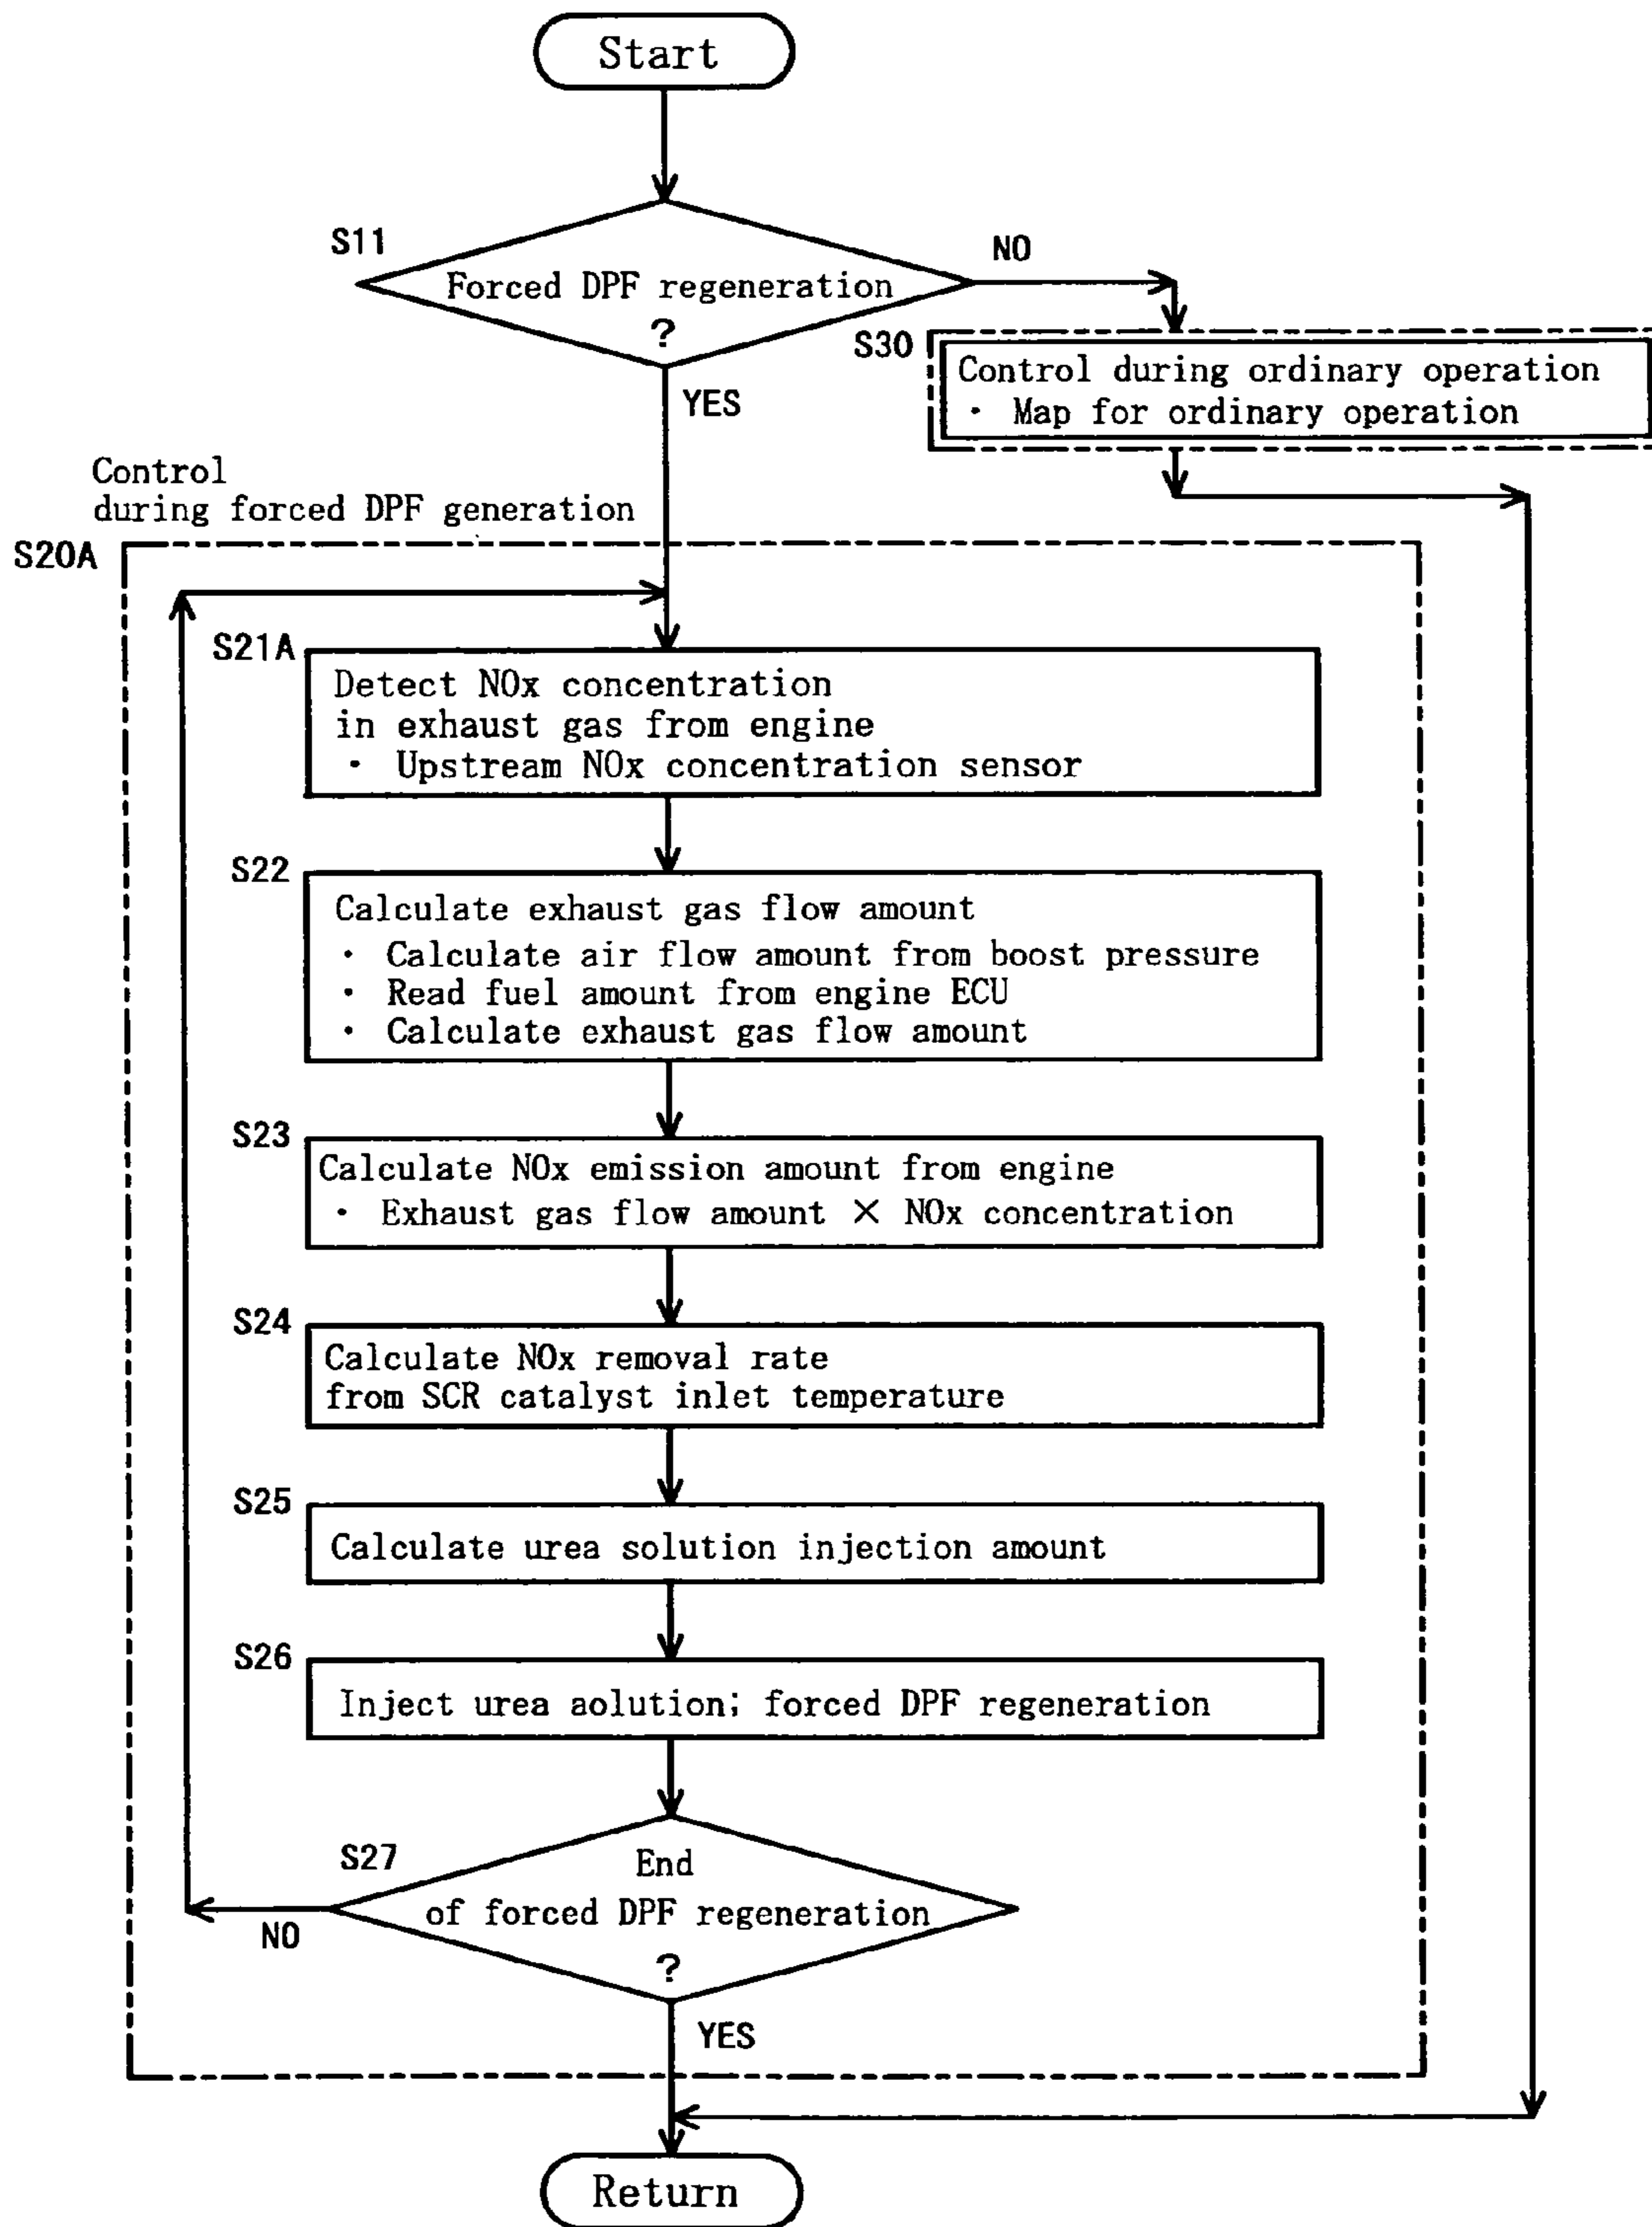 Start
S11
Forced DPF regeneration
?
NO
YES
S30
Control during ordinary operation
・ Map for ordinary operation
Control
during forced DPF generation
S20A
S21A
Detect NOx concentration
in exhaust gas from engine
・ Upstream NOx concentration sensor
S22
Calculate exhaust gas flow amount
・ Calculate air flow amount from boost pressure
・ Read fuel amount from engine ECU
・ Calculate exhaust gas flow amount
S23
Calculate NOx emission amount from engine
・ Exhaust gas flow amount × NOx concentration
S24
Calculate NOx removal rate
from SCR catalyst inlet temperature
S25
Calculate urea solution injection amount
S26
Inject urea aolution; forced DPF regeneration
S27
End
of forced DPF regeneration
?
NO
YES
Return